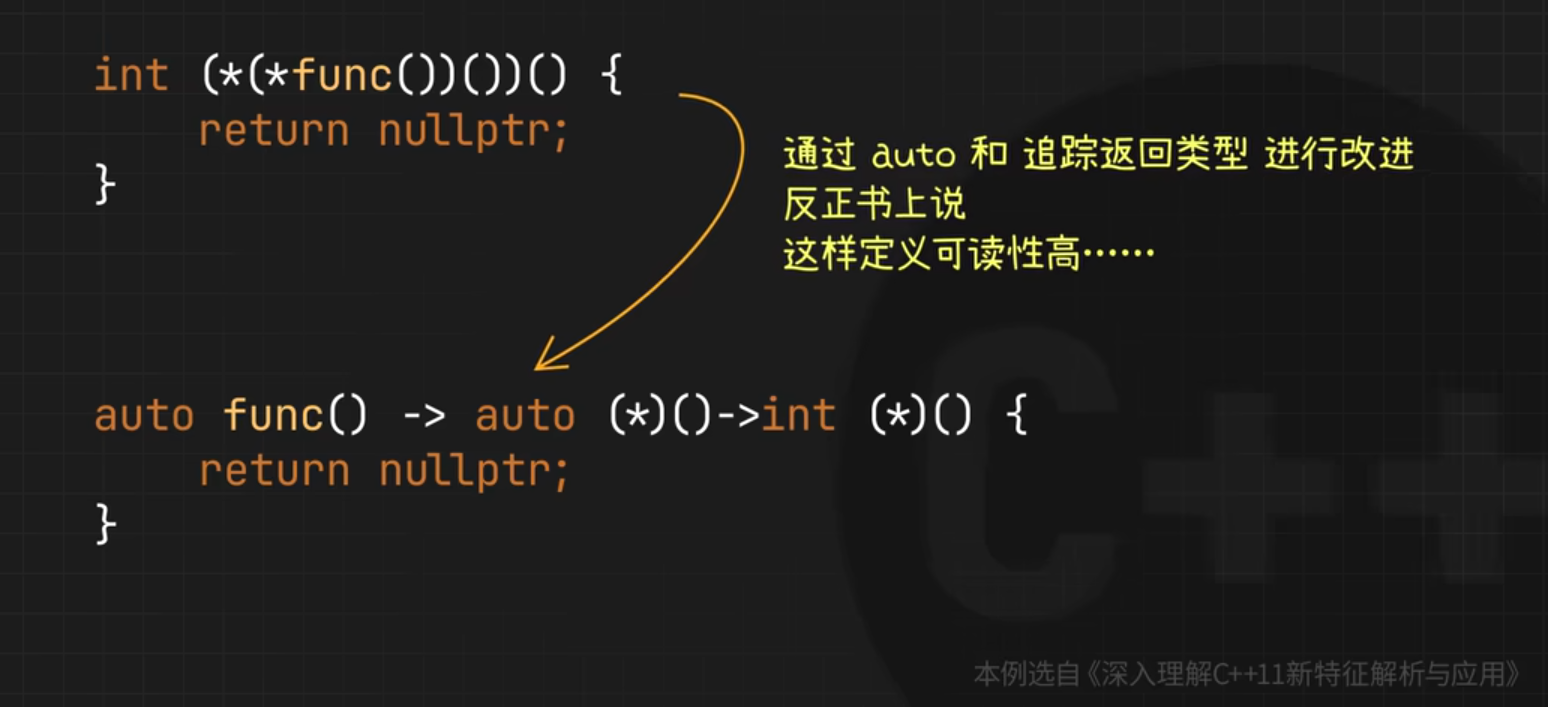 int (*(*func())())() {
return nullptr;
}
通过 auto 和 追踪返回类型 进行改进
反正书上说
这样定义可读性高……
auto func() -> auto (*)()->int (*)() {
return nullptr;
}
C++
本例选自《深入理解C++11新特征解析与应用》